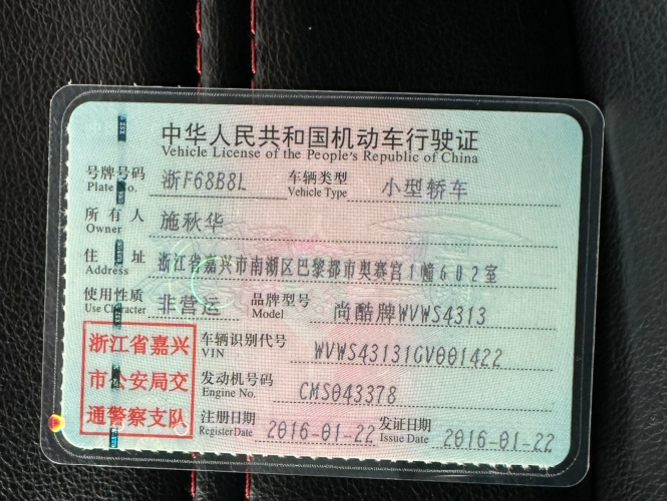 中华人民共和国机动车行驶证
Vehicle License of the People's Republic of China
号牌号码 Plate No. 浙F68B8L 车辆类型 Vehicle Type 小型轿车
所有人 Owner 施秋华
住址 Address 浙江省嘉兴市南湖区巴黎都市奥赛宫1幢602室
使用性质 Use Character 非营运 品牌型号 Model 尚酷牌WVWS4313
浙江省嘉兴
市公安局交
通警察支队
车辆识别代号 VIN WVWS43131GV001422
发动机号码 Engine No. CMS043378
注册日期 Register Date 2016-01-22 发证日期 Issue Date 2016-01-22